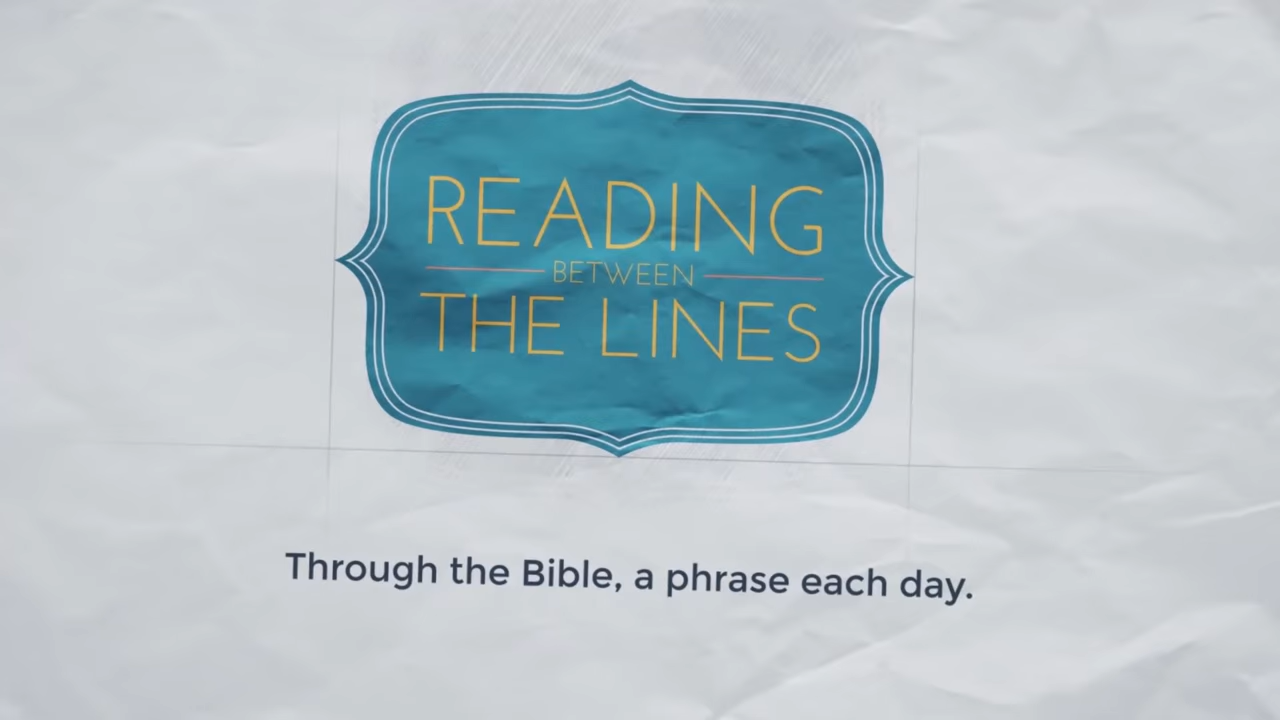 READING
BETWEEN
THE LINES
Through the Bible, a phrase each day.